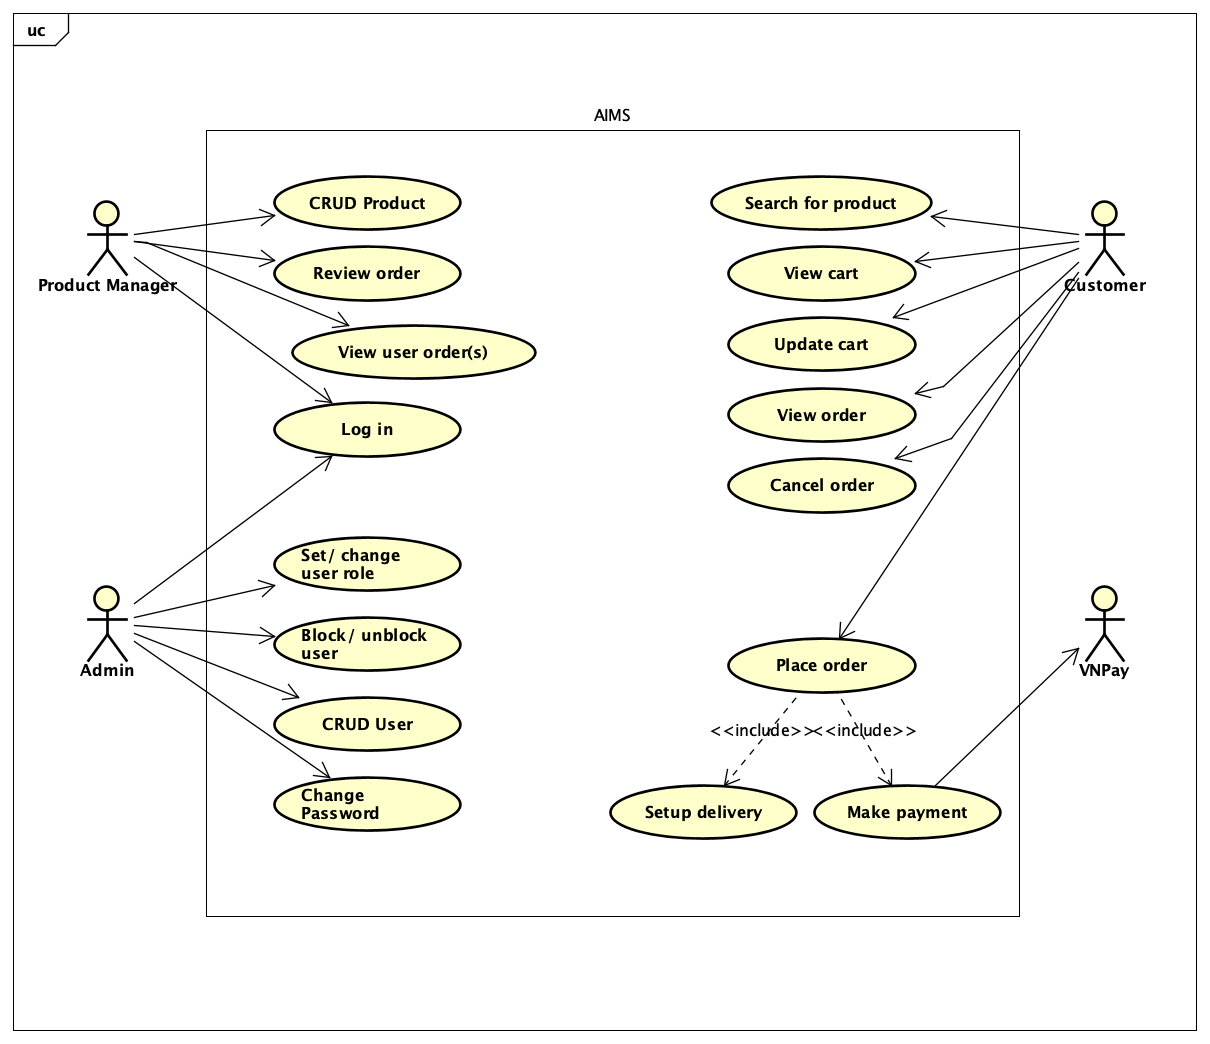 uc
AIMS
CRUD Product
Review order
View user order(s)
Log in
Product Manager
Set/ change
user role
Block/ unblock
user
CRUD User
Change
Password
Admin
Search for product
View cart
Update cart
View order
Cancel order
Customer
Place order
<<include>>
<<include>>
Setup delivery
Make payment
VNPay